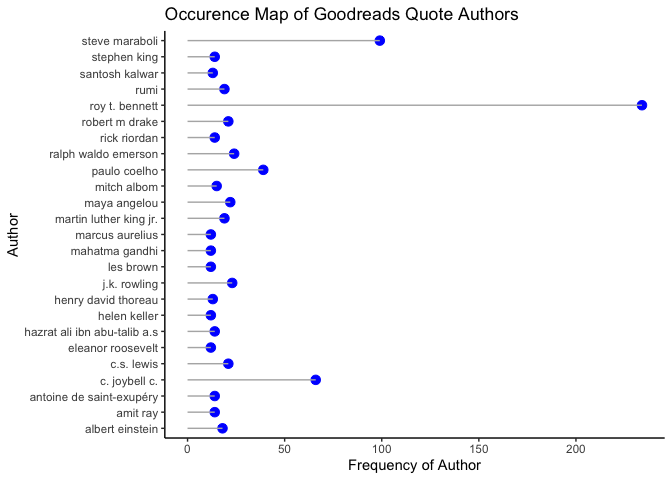 Occurence Map of Goodreads Quote Authors
steve maraboli
stephen king
santosh kalwar
rumi
roy t. bennett
robert m drake
rick riordan
ralph waldo emerson
paulo coelho
mitch albom
maya angelou
martin luther king jr.
marcus aurelius
mahatma gandhi
les brown
j.k. rowling
henry david thoreau
helen keller
hazrat ali ibn abu-talib a.s
eleanor roosevelt
c.s. lewis
c. joybell c.
antoine de saint-exupéry
amit ray
albert einstein
Author
0 50 100 150 200
Frequency of Author